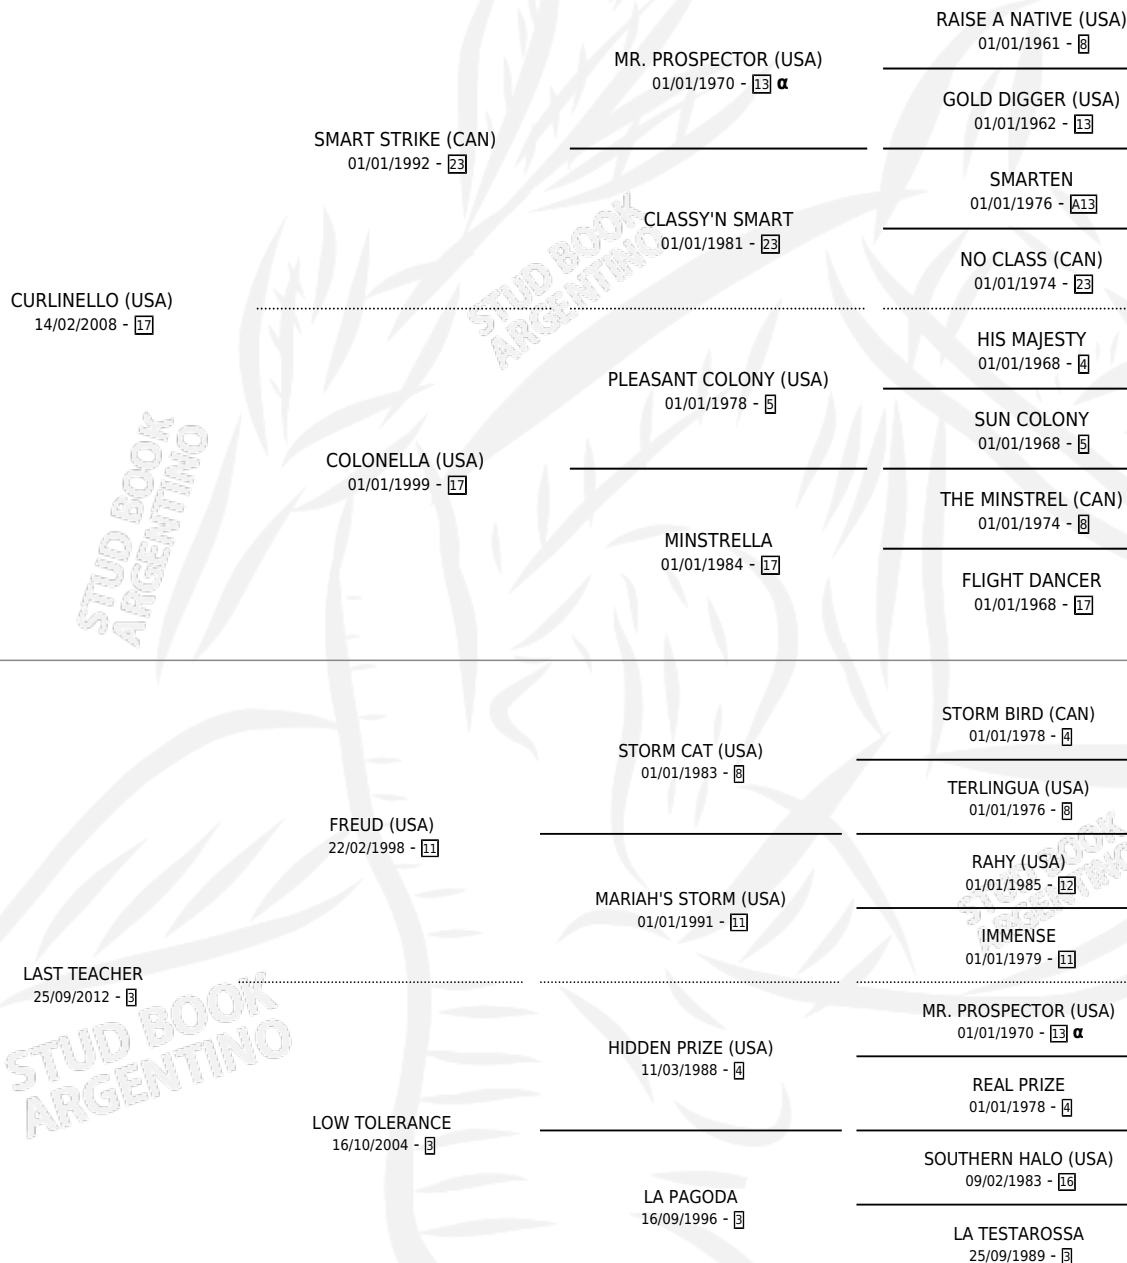 RAISE A NATIVE (USA)
01/01/1961 - 8
MR. PROSPECTOR (USA)
01/01/1970 - 13 α
GOLD DIGGER (USA)
01/01/1962 - 13
SMART STRIKE (CAN)
01/01/1992 - 23
SMARTEN
01/01/1976 - A13
CLASSY'N SMART
01/01/1981 - 23
NO CLASS (CAN)
01/01/1974 - 23
CURLINELLO (USA)
14/02/2008 - 17
HIS MAJESTY
01/01/1968 - 4
PLEASANT COLONY (USA)
01/01/1978 - 5
SUN COLONY
01/01/1968 - 5
COLONELLA (USA)
01/01/1999 - 17
THE MINSTREL (CAN)
01/01/1974 - 8
MINSTRELLA
01/01/1984 - 17
FLIGHT DANCER
01/01/1968 - 17
STORM BIRD (CAN)
01/01/1978 - 4
STORM CAT (USA)
01/01/1983 - 8
TERLINGUA (USA)
01/01/1976 - 8
FREUD (USA)
22/02/1998 - 11
RAHY (USA)
01/01/1985 - 12
MARIAH'S STORM (USA)
01/01/1991 - 11
IMMENSE
01/01/1979 - 11
LAST TEACHER
25/09/2012 - 3
MR. PROSPECTOR (USA)
01/01/1970 - 13 α
HIDDEN PRIZE (USA)
11/03/1988 - 4
REAL PRIZE
01/01/1978 - 4
LOW TOLERANCE
16/10/2004 - 3
SOUTHERN HALO (USA)
09/02/1983 - 16
LA PAGODA
16/09/1996 - 3
LA TESTAROSSA
25/09/1989 - 3
STUD BOOK
ARGENTINO
STUD BOOK
ARGENTINO
STUD BOOK
ARGENTINO
STUD BOOK
ARGENTINO